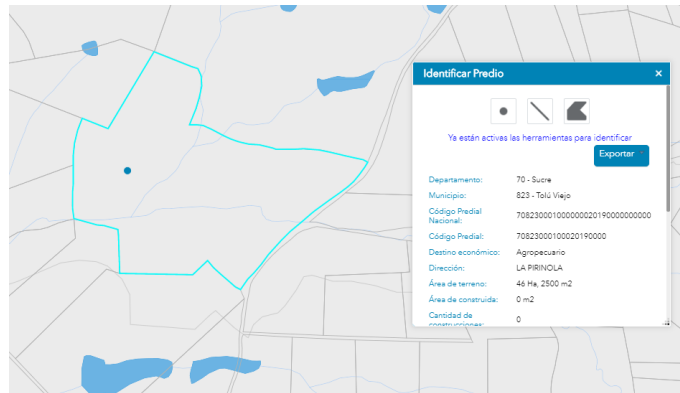 Identificar Predio ×
Ya están activas las herramientas para identificar
Exportar
Departamento: 70 - Sucre
Municipio: 823 - Tolú Viejo
Código Predial Nacional: 708230001000000020190000000000
Código Predial: 70823000100020190000
Destino económico: Agropecuario
Dirección: LA PIRINOLA
Área de terreno: 46 Ha, 2500 m2
Área de construida: 0 m2
Cantidad de construcciones: 0